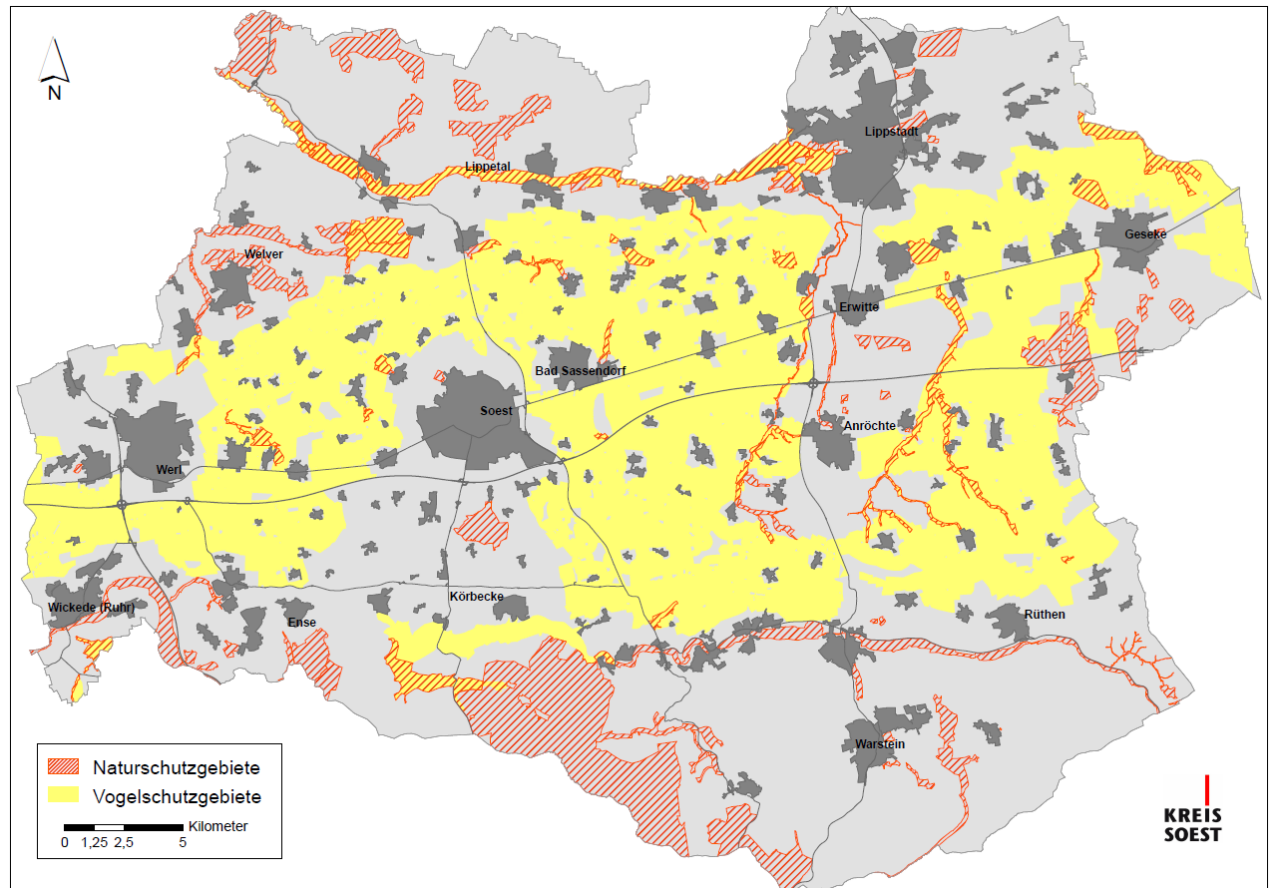 N
Lippstadt
Lippetal
Geseke
Welver
Erwitte
Bad Sassendorf
Soest
Anröchte
Werl
Körbecke
Wickede (Ruhr)
Ense
Rüthen
Warstein
Naturschutzgebiete
Vogelschutzgebiete
Kilometer
0 1,25 2,5 5
KREIS
SOEST